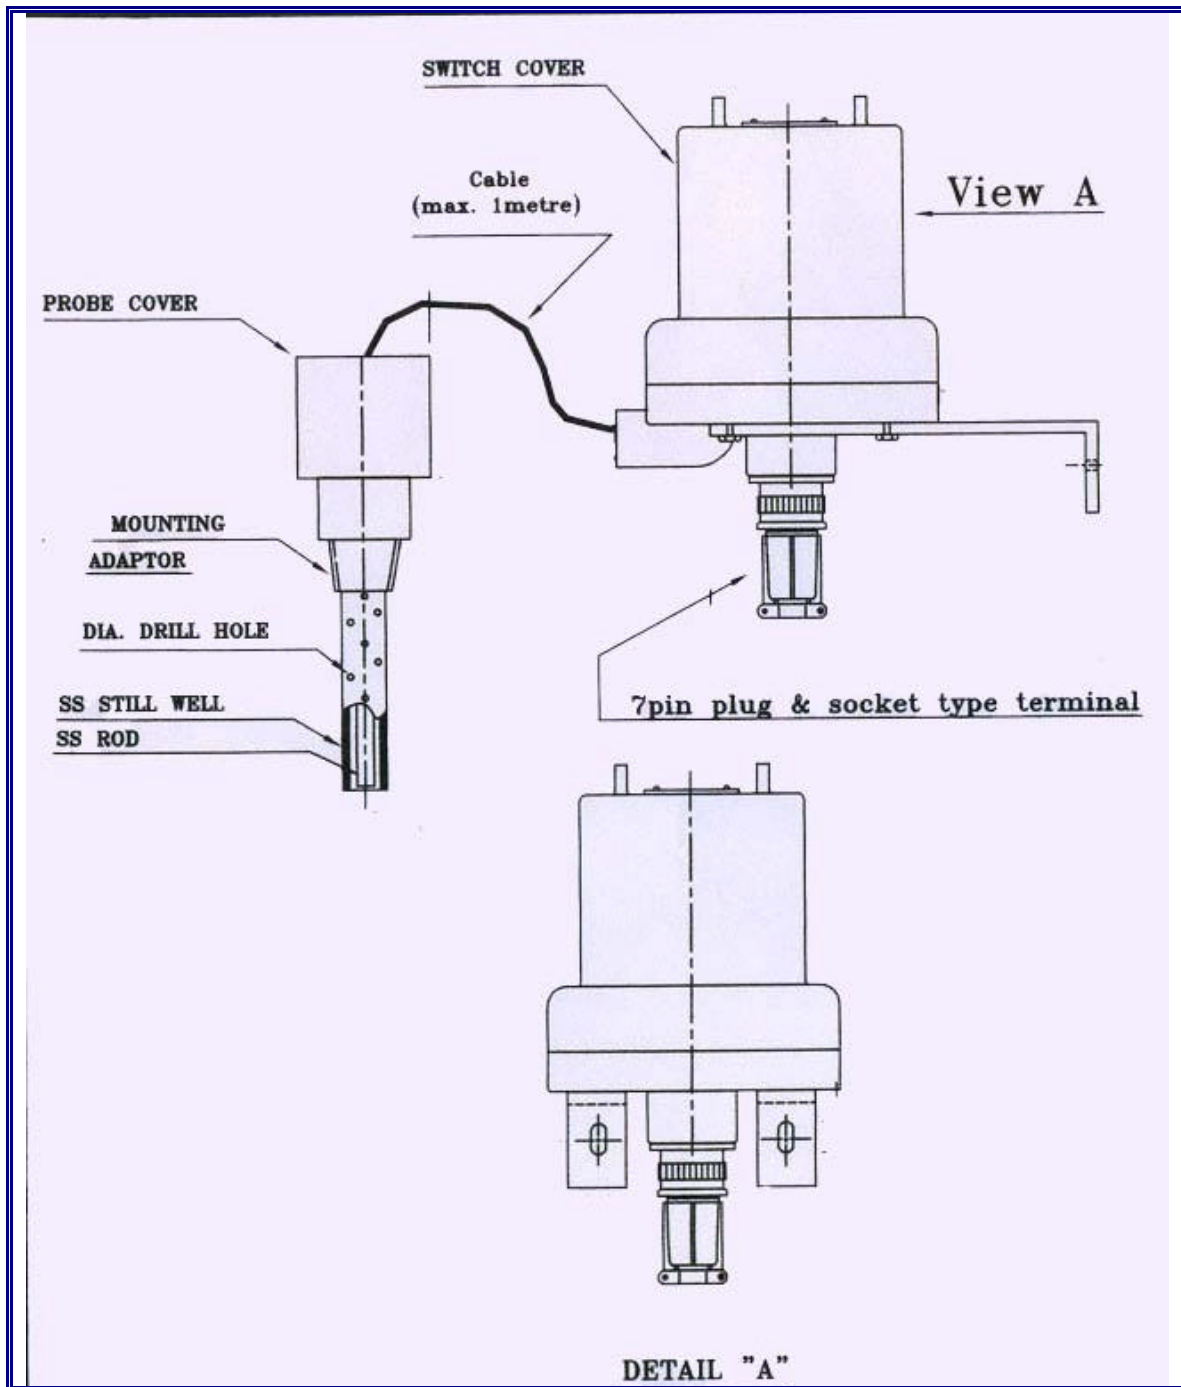 SWITCH COVER
Cable
(max. 1metre)
View A
PROBE COVER
MOUNTING
ADAPTOR
DIA. DRILL HOLE
SS STILL WELL
SS ROD
7pin plug & socket type terminal
DETAIL "A"